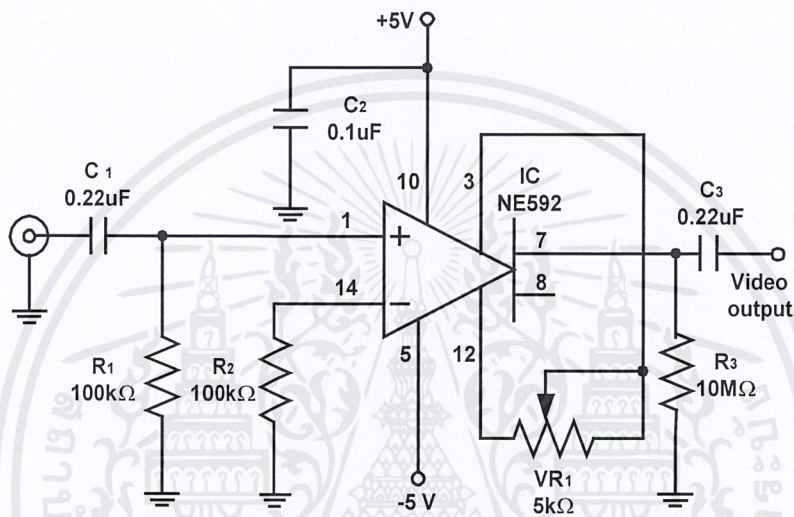 +5V
C2
0.1uF
C 1
0.22uF
10
3
IC
NE592
C3
0.22uF
1
+
7
14
−
8
Video
output
5
12
R1
100kΩ
R2
100kΩ
R3
10MΩ
-5 V
VR1
5kΩ